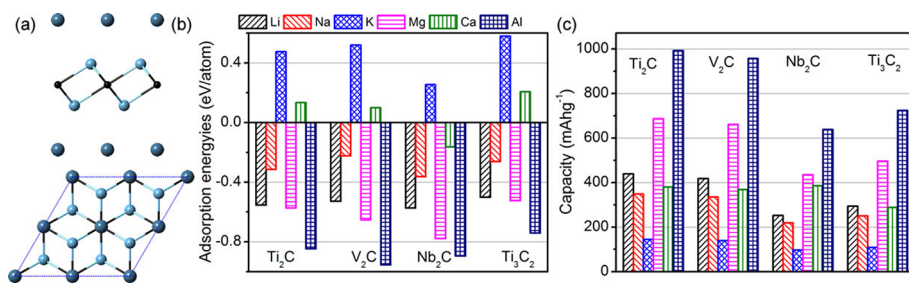 (a)
(b)
Li Na K Mg Ca Al
Adsorption energyies (eV/atom)
0.4
0.0
-0.4
-0.8
Ti₂C V₂C Nb₂C Ti₃C₂
(c)
Capacity (mAhg⁻¹)
1000
800
600
400
200
0
Ti₂C V₂C Nb₂C Ti₃C₂